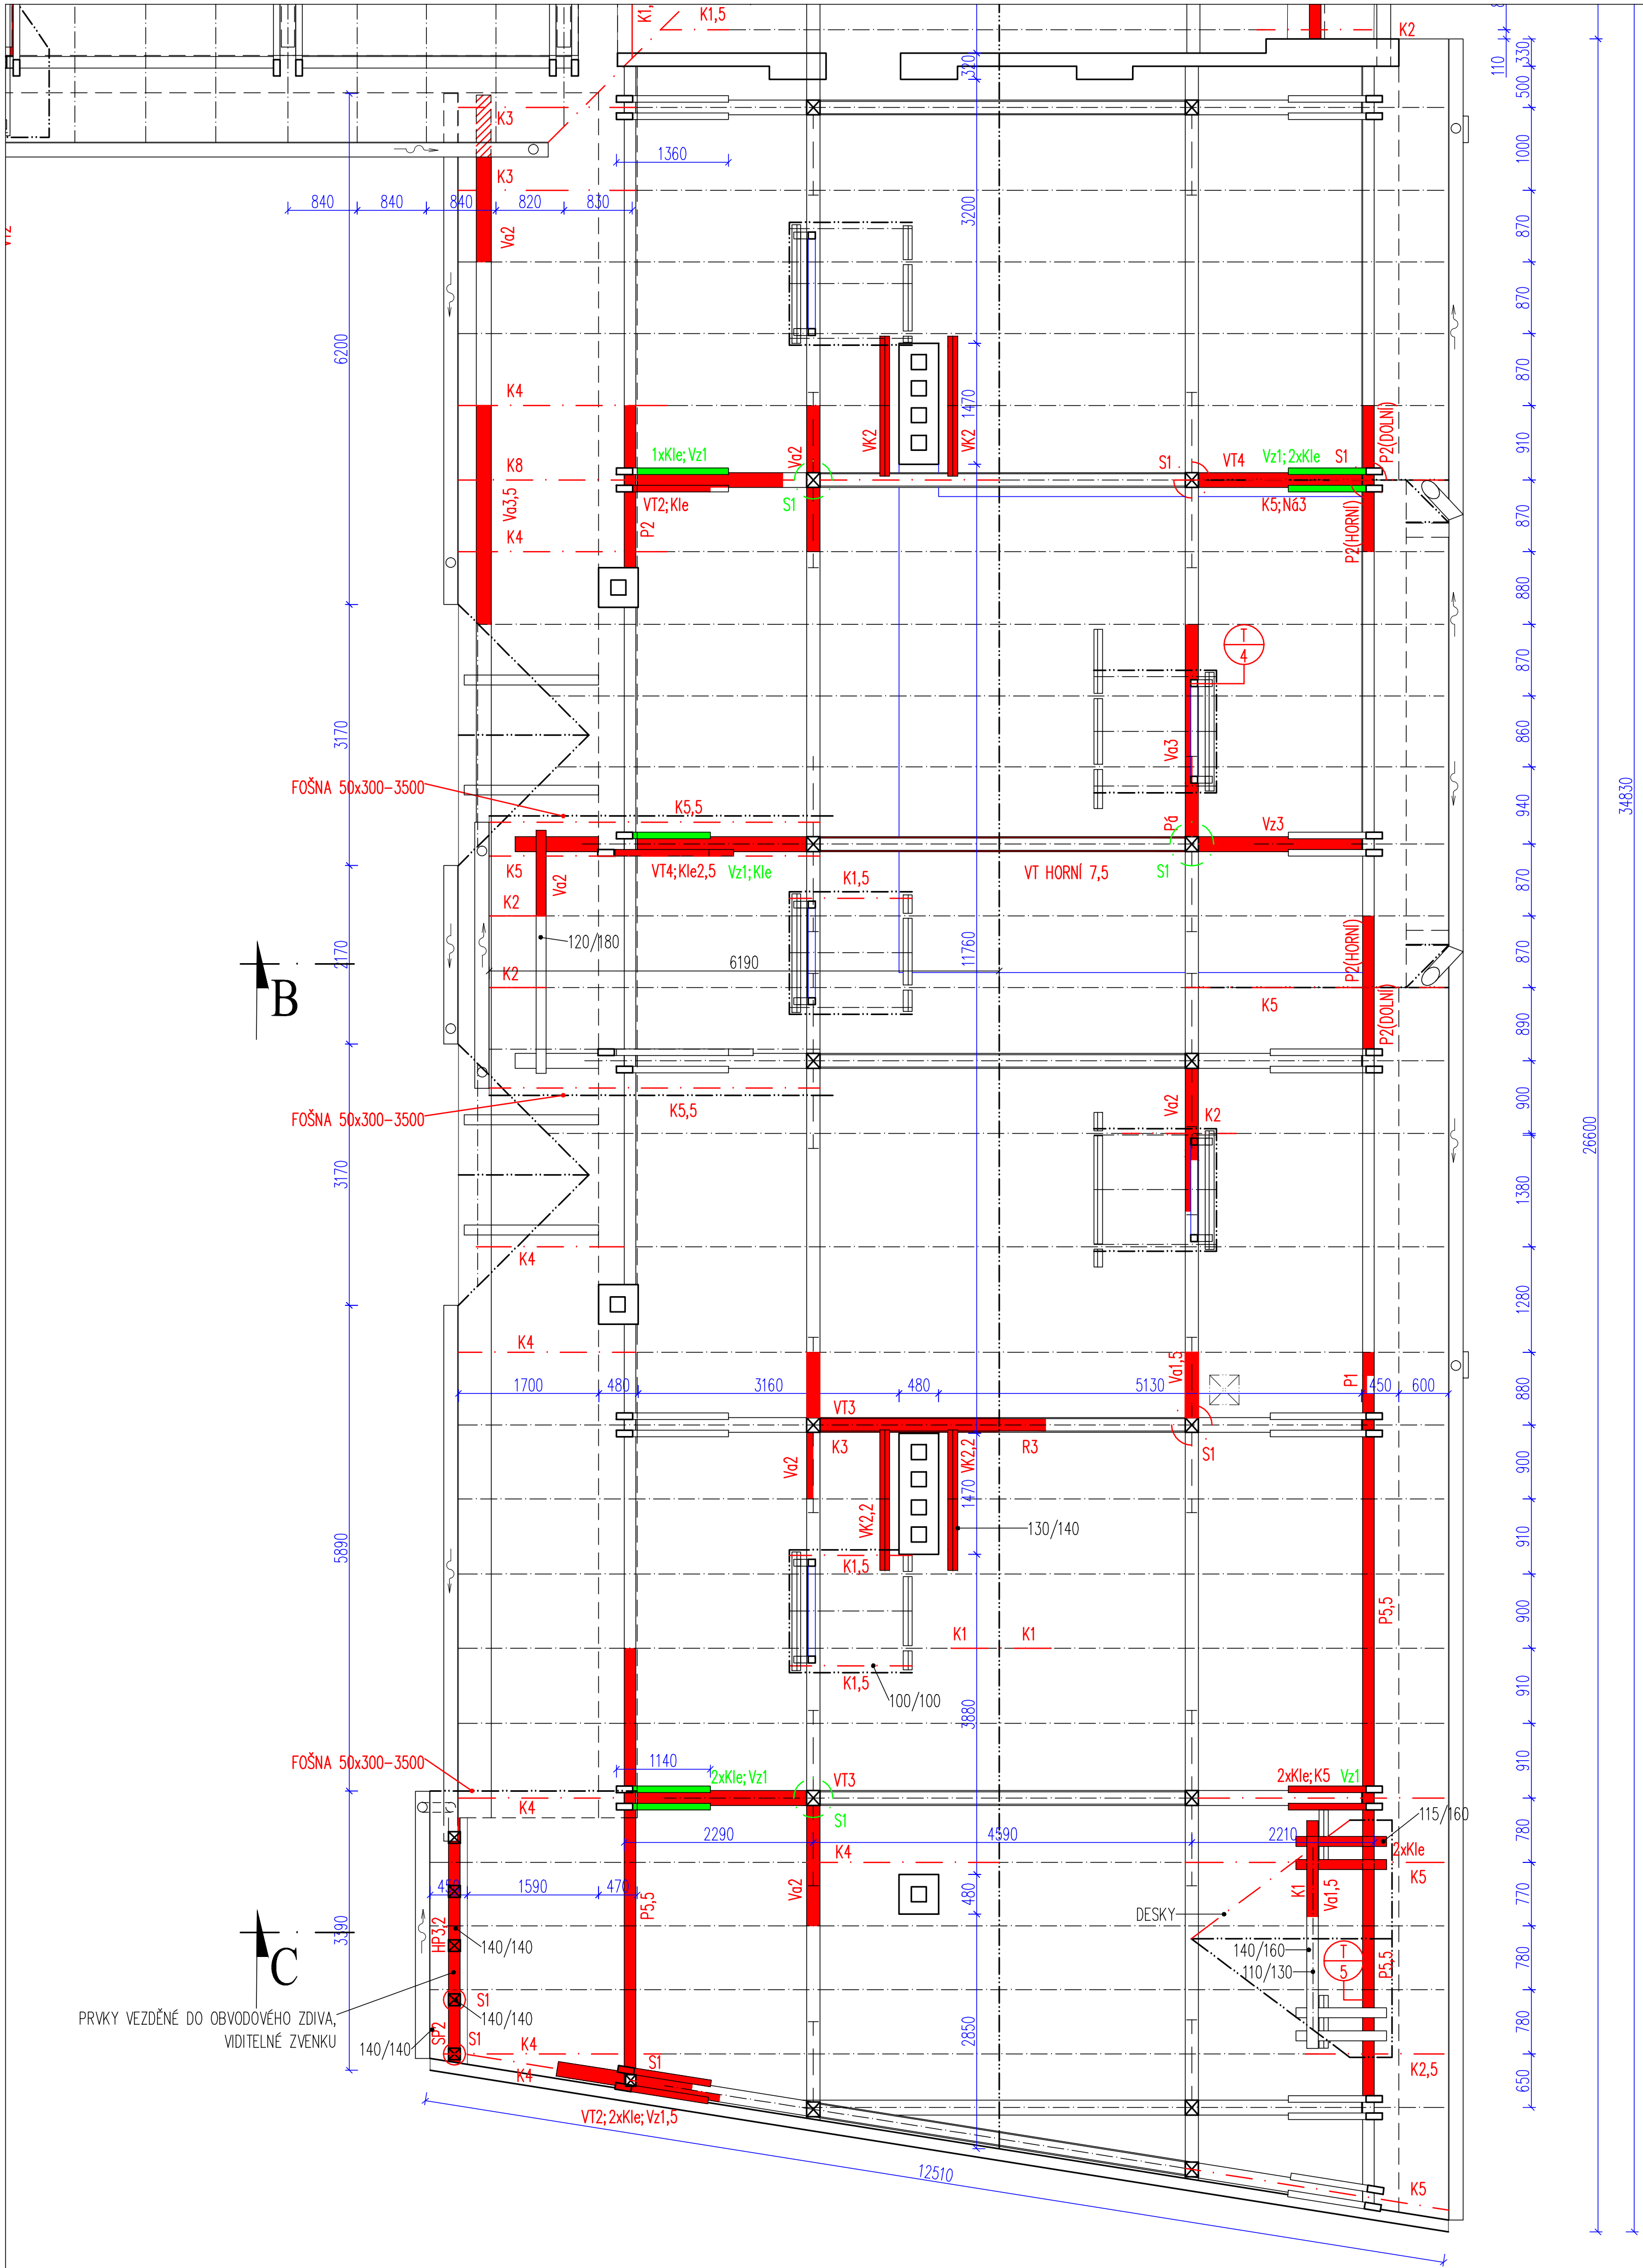 K1,
K1,5
K2
320
110
330
500
K3
1360
1000
K3
840
840
840
820
830
3200
870
Va2
870
6200
870
K4
1470
P2(DOLNÍ)
910
1xKle; Vz1
Va2
VK2
VK2
S1
VT4
Vz1; 2xKle
S1
K8
Va3,5
VT2; Kle
P2
S1
K5; Ná3
P2(HORNÍ)
870
K4
880
T
4
870
3170
Va3
860
FOŠNA 50x300-3500
K5,5
Pá
Vz3
940
34830
K5
Va2
VT4; Kle2,5
Vz1; Kle
VT HORNÍ 7,5
S1
K1,5
870
K2
120/180
P2(HORNÍ)
2170
6190
11760
870
B
K2
K5
P2(DOLNÍ)
890
FOŠNA 50x300-3500
K5,5
Va2
K2
900
26600
3170
1380
K4
1280
K4
Va1,5
P1
1700
480
3160
480
5130
450
600
880
VT3
K3
R3
S1
Va2
VK2,2
1470
900
VK2,2
130/140
910
5890
K1,5
P5,5
900
K1
K1
K1,5
100/100
3880
910
FOŠNA 50x300-3500
1140
2xKle; Vz1
VT3
2xKle; K5
Vz1
910
K4
S1
115/160
2290
4590
2210
780
K4
2xKle
K5
450
1590
470
P5,5
Va2
480
K1
Va1,5
770
DESKY
3390
HP3,2
140/140
140/160
110/130
T
5
P5,5
780
C
PRVKY VEZDĚNÉ DO OBVODOVÉHO ZDIVA,
VIDITELNÉ ZVENKU
S1
140/140
SP2
140/140
S1
K4
K4
S1
2850
780
K2,5
650
VT2; 2xKle; Vz1,5
12510
K5